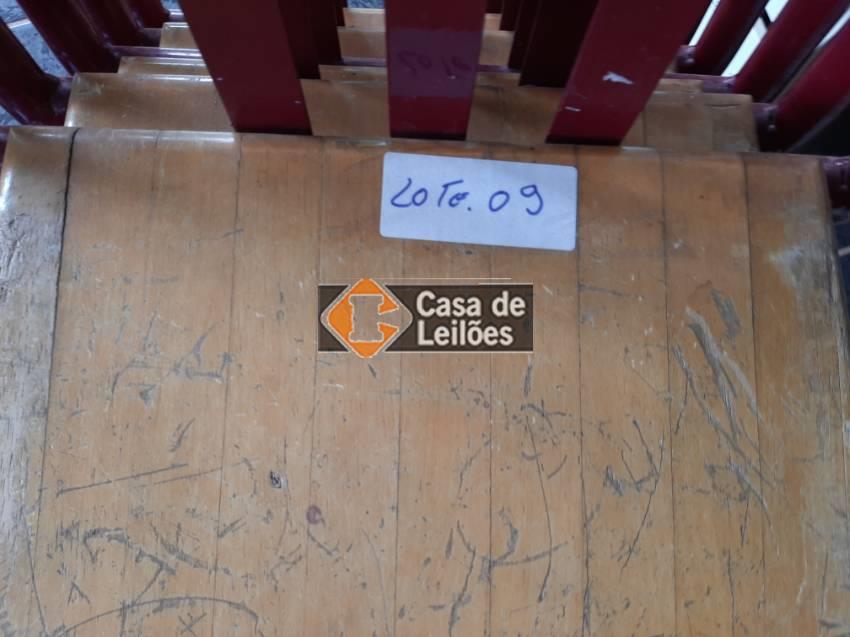 LOTe. 09
Casa de
Leilões